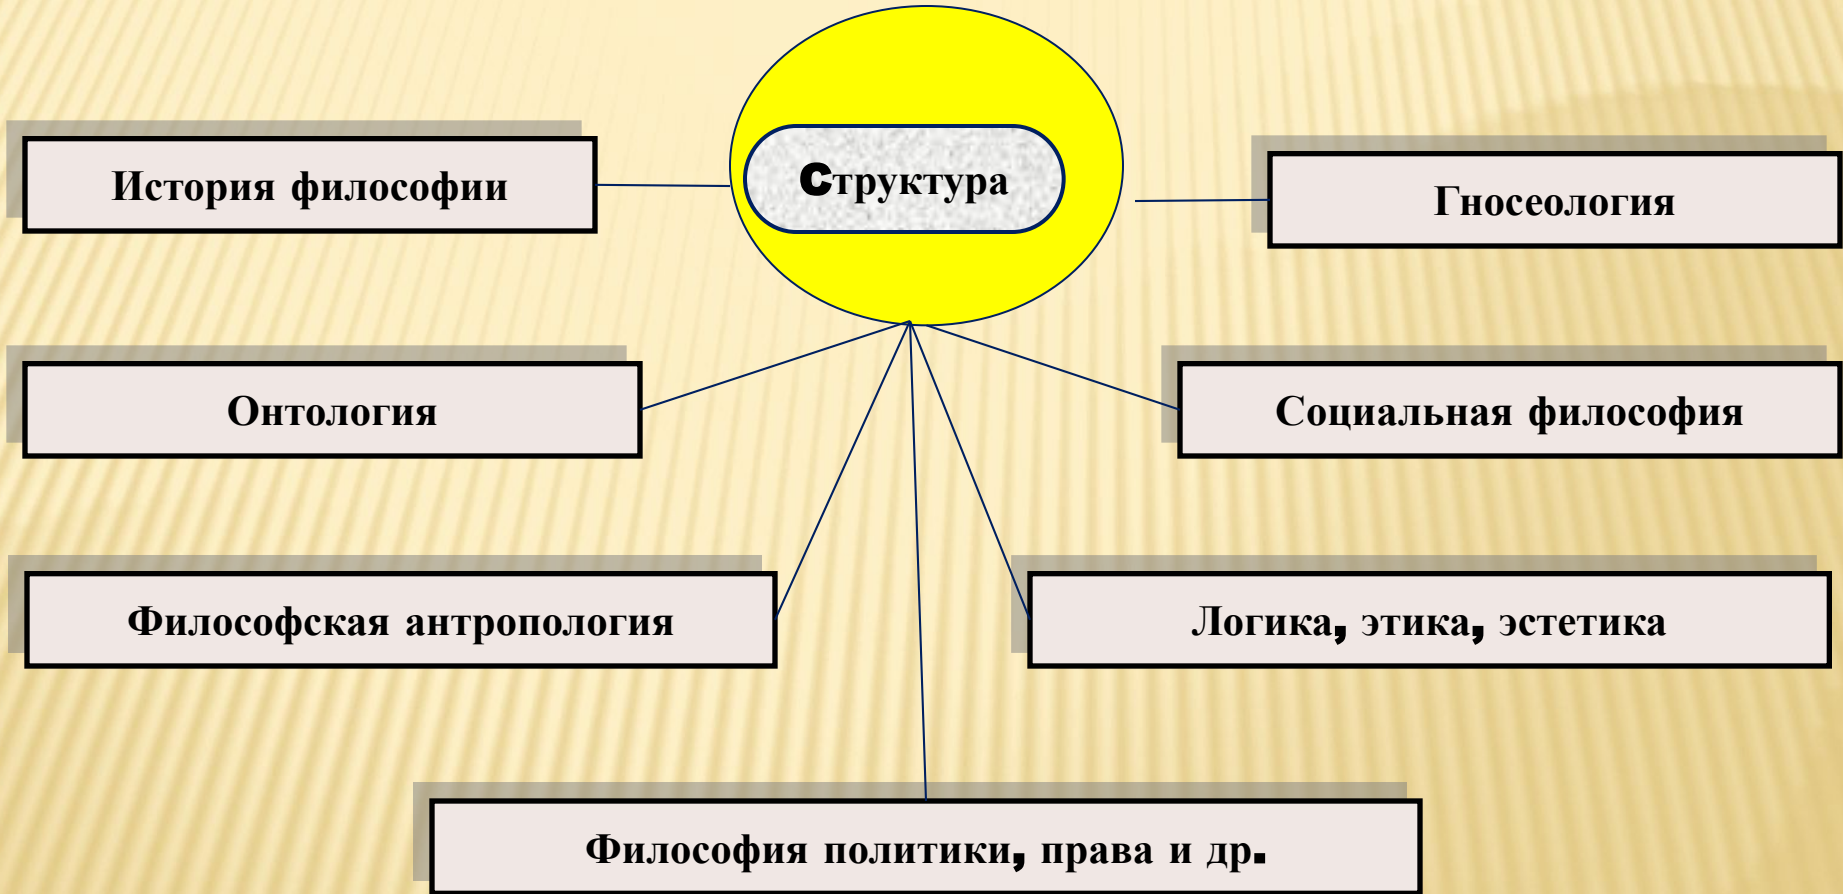 Структура
История философии
Гносеология
Онтология
Социальная философия
Философская антропология
Логика, этика, эстетика
Философия политики, права и др.